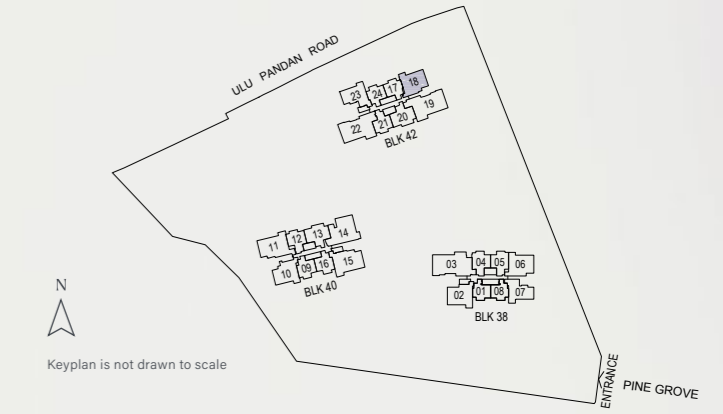 ULU PANDAN ROAD
23 24 17 18
22 21 20 19
BLK 42
11 12 13 14
10 09 16 15
BLK 40
03 04 05 06
02 01 08 07
BLK 38
N
Keyplan is not drawn to scale
ENTRANCE
PINE GROVE